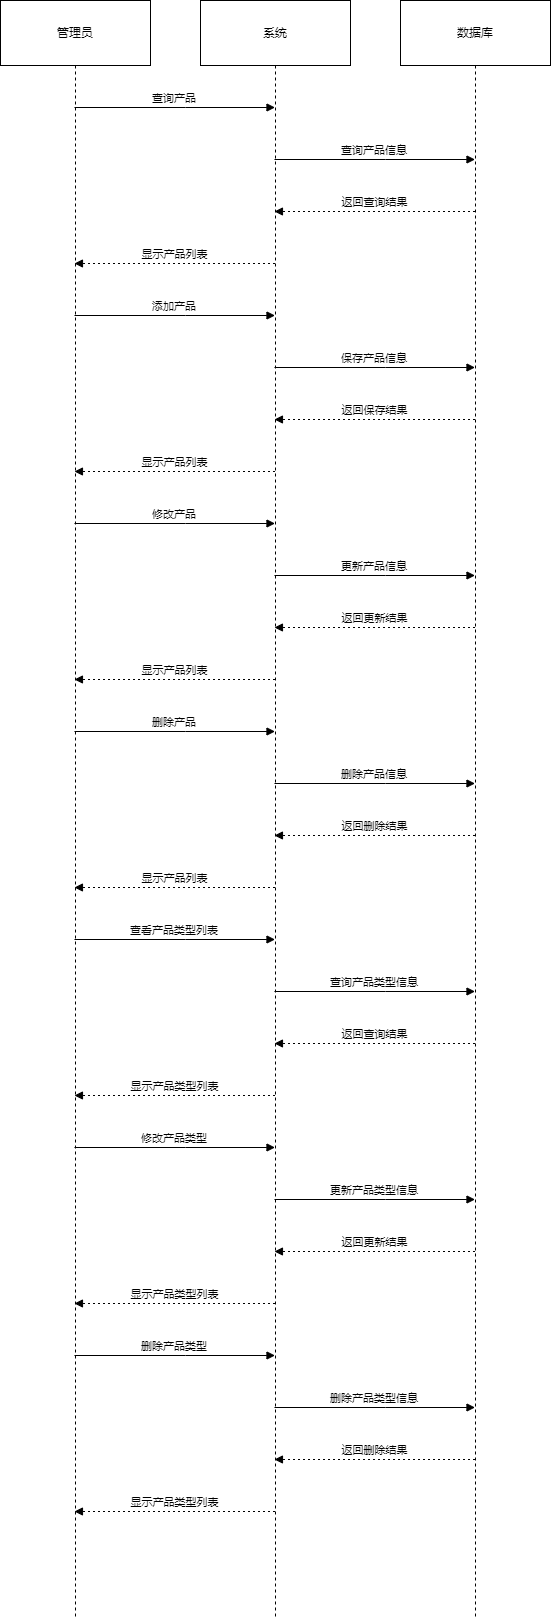 管理员
系统
数据库
查询产品
查询产品信息
返回查询结果
显示产品列表
添加产品
保存产品信息
返回保存结果
显示产品列表
修改产品
更新产品信息
返回更新结果
显示产品列表
删除产品
删除产品信息
返回删除结果
显示产品列表
查看产品类型列表
查询产品类型信息
返回查询结果
显示产品类型列表
修改产品类型
更新产品类型信息
返回更新结果
显示产品类型列表
删除产品类型
删除产品类型信息
返回删除结果
显示产品类型列表